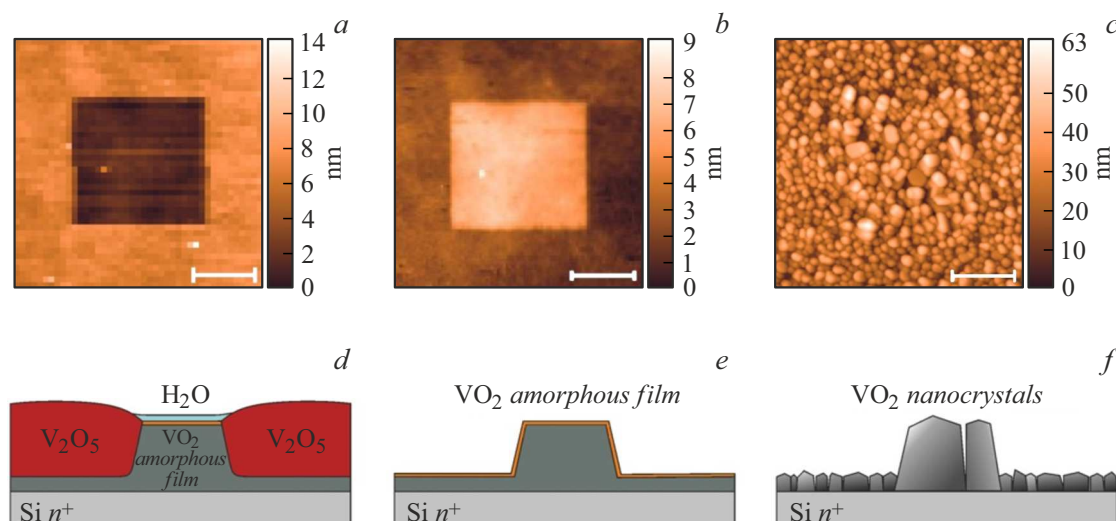 a
14
12
10
8
6
4
2
0
nm
b
9
8
7
6
5
4
3
2
1
0
nm
c
63
50
40
30
20
10
0
nm
d
H₂O
V₂O₅
V₂O₅
VO₂
amorphous
film
Si n⁺
e
VO₂ amorphous film
Si n⁺
f
VO₂ nanocrystals
Si n⁺